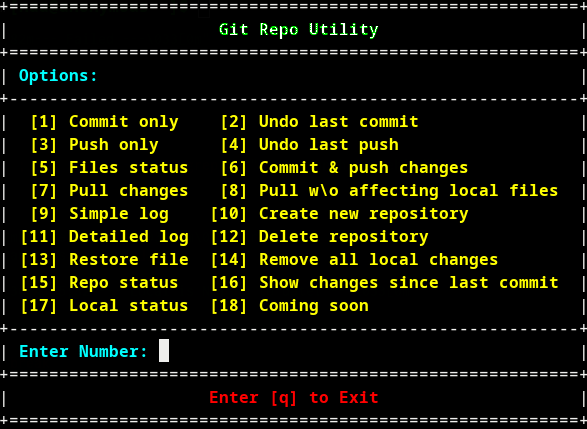 +=========================================================+
|                     Git Repo Utility                    |
+=========================================================+
| Options:                                                |
+---------------------------------------------------------+
|  [1] Commit only    [2] Undo last commit                |
|  [3] Push only      [4] Undo last push                  |
|  [5] Files status   [6] Commit & push changes           |
|  [7] Pull changes   [8] Pull w\o affecting local files  |
|  [9] Simple log    [10] Create new repository           |
| [11] Detailed log  [12] Delete repository               |
| [13] Restore file  [14] Remove all local changes        |
| [15] Repo status   [16] Show changes since last commit  |
| [17] Local status  [18] Coming soon                     |
+---------------------------------------------------------+
| Enter Number:                                           |
+=========================================================+
|                    Enter [q] to Exit                    |
+=========================================================+